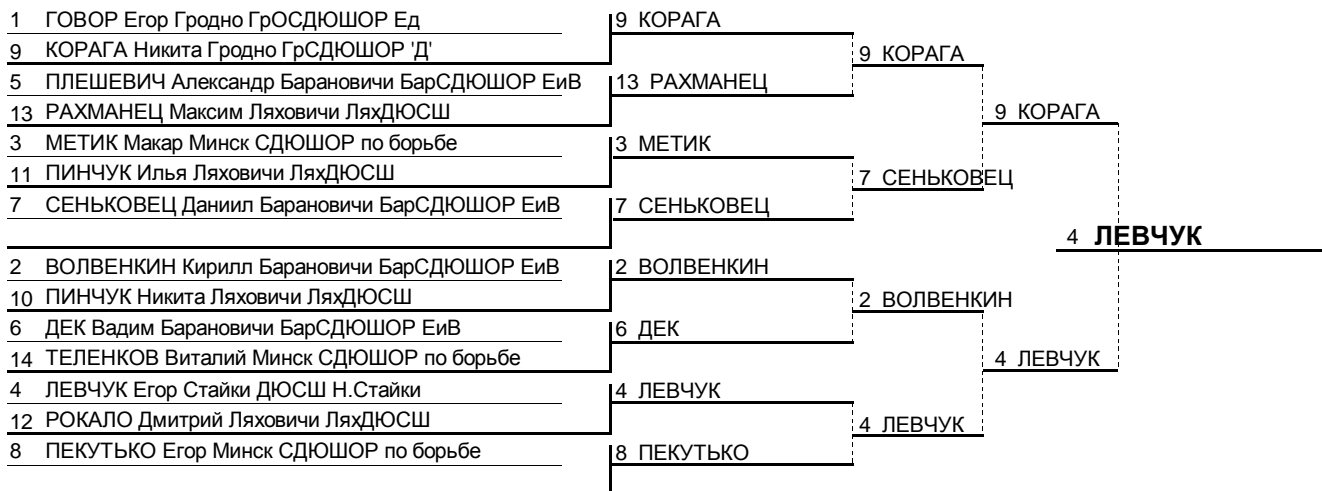 1 ГОВОР Егор Гродно ГрОСДЮШОР Ед
9 КОРАГА
9 КОРАГА Никита Гродно ГрСДЮШОР 'Д'
9 КОРАГА
5 ПЛЕШЕВИЧ Александр Барановичи БарСДЮШОР ЕиВ
13 РАХМАНЕЦ
13 РАХМАНЕЦ Максим Ляховичи ЛяхДЮСШ
9 КОРАГА
3 МЕТИК Макар Минск СДЮШОР по борьбе
3 МЕТИК
11 ПИНЧУК Илья Ляховичи ЛяхДЮСШ
7 СЕНЬКОВЕЦ
7 СЕНЬКОВЕЦ Даниил Барановичи БарСДЮШОР ЕиВ
7 СЕНЬКОВЕЦ
4 ЛЕВЧУК
2 ВОЛВЕНКИН Кирилл Барановичи БарСДЮШОР ЕиВ
2 ВОЛВЕНКИН
10 ПИНЧУК Никита Ляховичи ЛяхДЮСШ
2 ВОЛВЕНКИН
6 ДЕК Вадим Барановичи БарСДЮШОР ЕиВ
6 ДЕК
14 ТЕЛЕНКОВ Виталий Минск СДЮШОР по борьбе
4 ЛЕВЧУК
4 ЛЕВЧУК Егор Стайки ДЮСШ Н.Стайки
4 ЛЕВЧУК
12 РОКАЛО Дмитрий Ляховичи ЛяхДЮСШ
4 ЛЕВЧУК
8 ПЕКУТЬКО Егор Минск СДЮШОР по борьбе
8 ПЕКУТЬКО